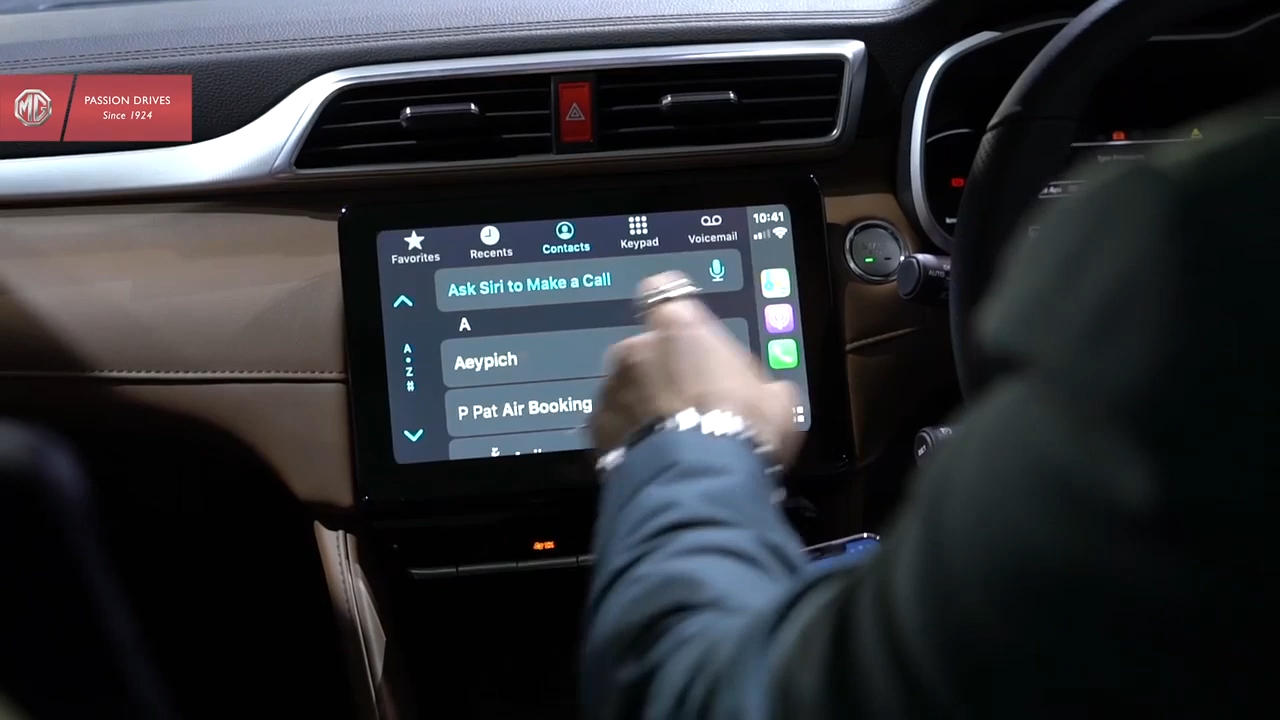 MG
PASSION DRIVES
Since 1924
Favorites
Recents
Contacts
Keypad
Voicemail
10:41
Ask Siri to Make a Call
A
Aeypich
P Pat Air Booking
A
Z
#
AUTO